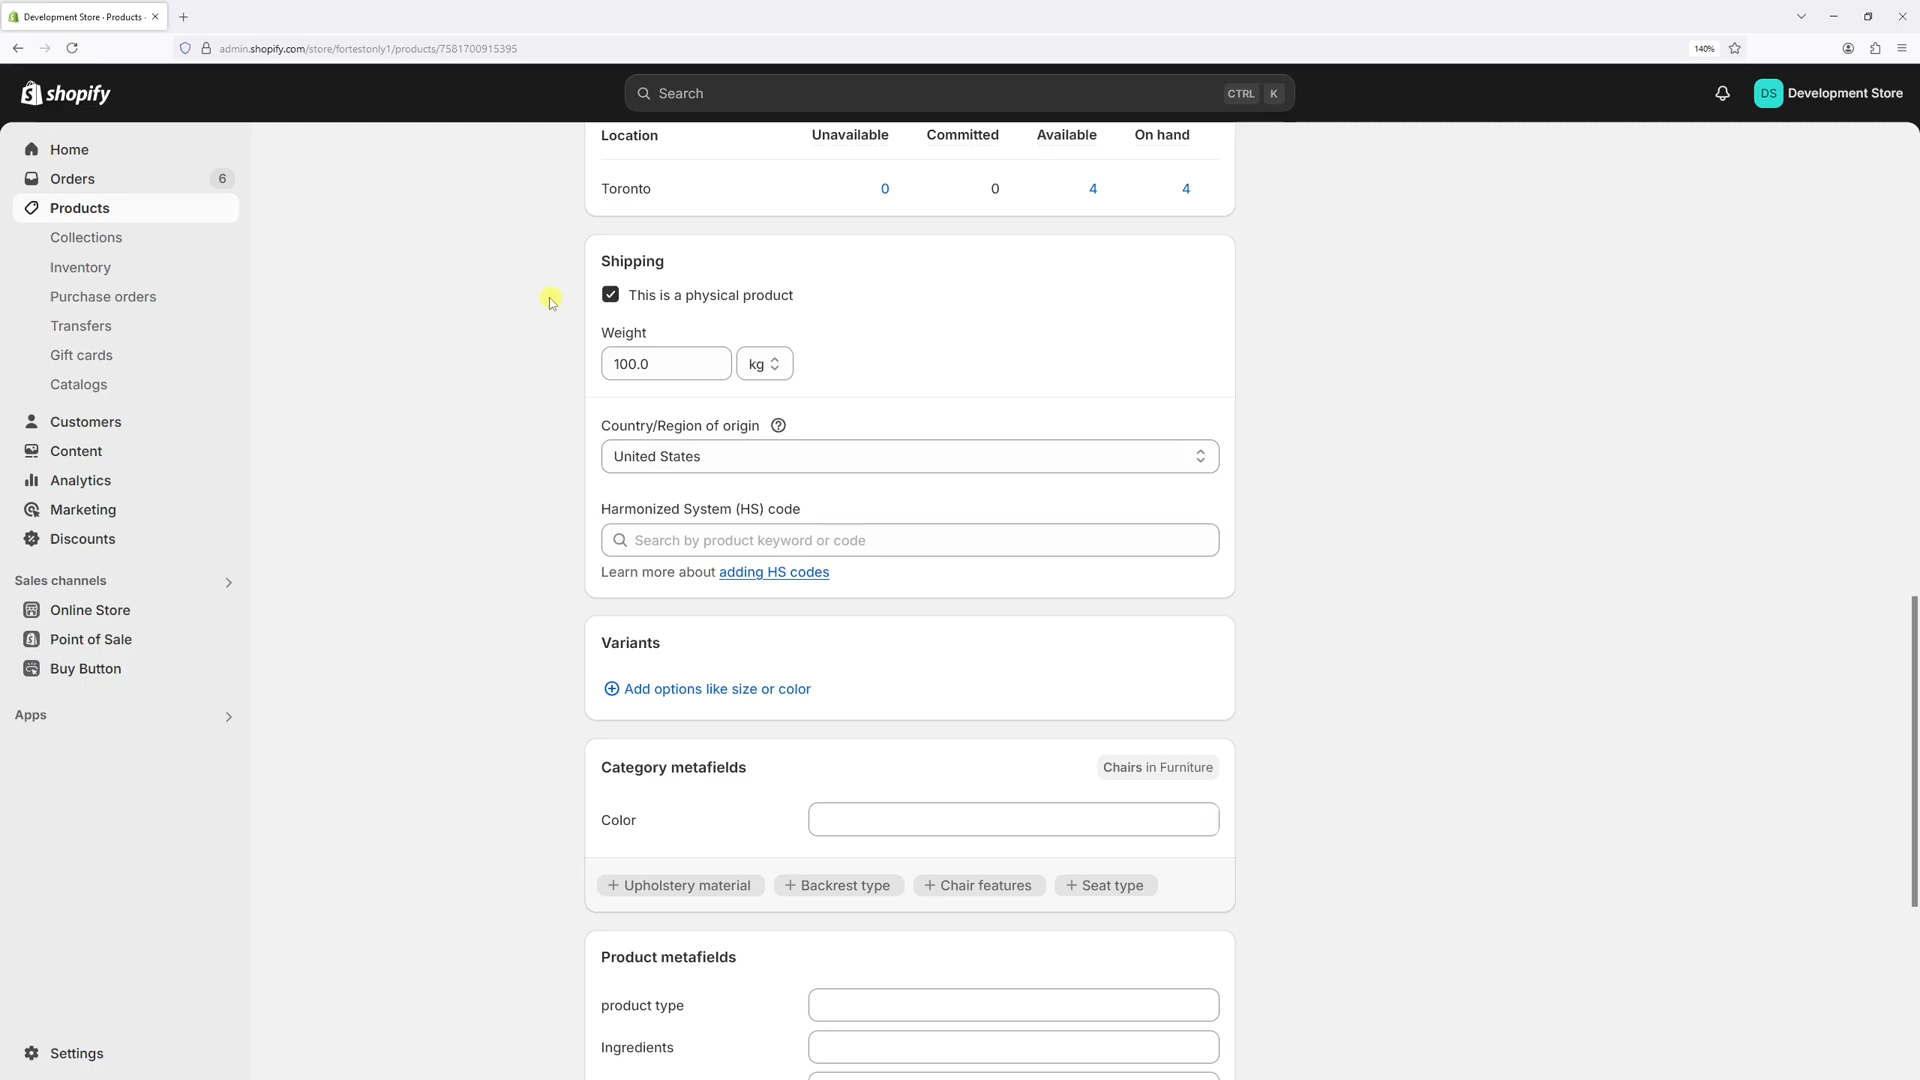 Development Store · Products ·
admin.shopify.com/store/fortestonly1/products/7581700915395
140%
shopify
Search
CTRL K
DS Development Store
Home
Orders 6
Products
Collections
Inventory
Purchase orders
Transfers
Gift cards
Catalogs
Customers
Content
Analytics
Marketing
Discounts
Sales channels
Online Store
Point of Sale
Buy Button
Apps
Settings
Location Unavailable Committed Available On hand
Toronto 0 0 4 4
Shipping
This is a physical product
Weight
100.0 kg
Country/Region of origin
United States
Harmonized System (HS) code
Search by product keyword or code
Learn more about adding HS codes
Variants
Add options like size or color
Category metafields Chairs in Furniture
Color
Upholstery material Backrest type Chair features Seat type
Product metafields
product type
Ingredients